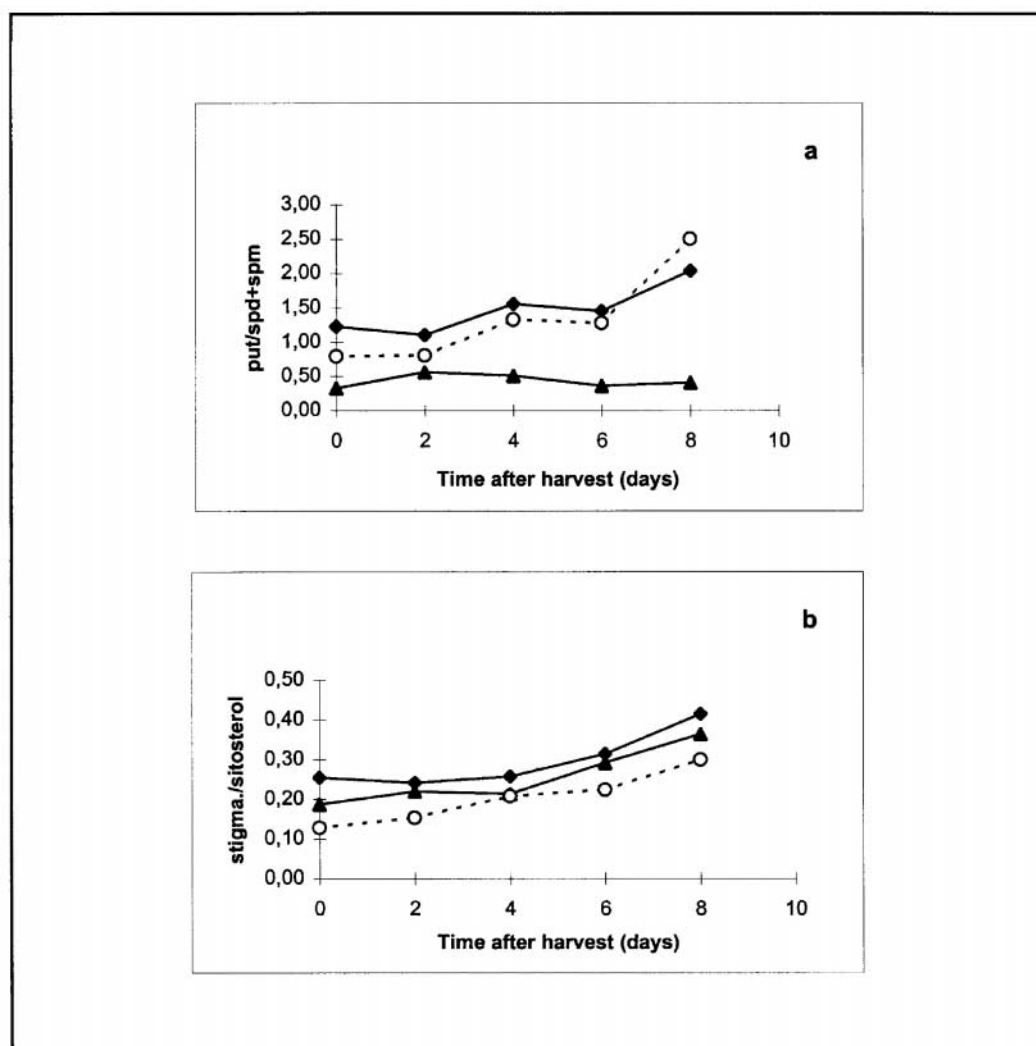 a
3,00
2,50
2,00
1,50
1,00
0,50
0,00
put/spd+spm
0 2 4 6 8 10
Time after harvest (days)
b
0,50
0,40
0,30
0,20
0,10
0,00
stigma./sitosterol
0 2 4 6 8 10
Time after harvest (days)